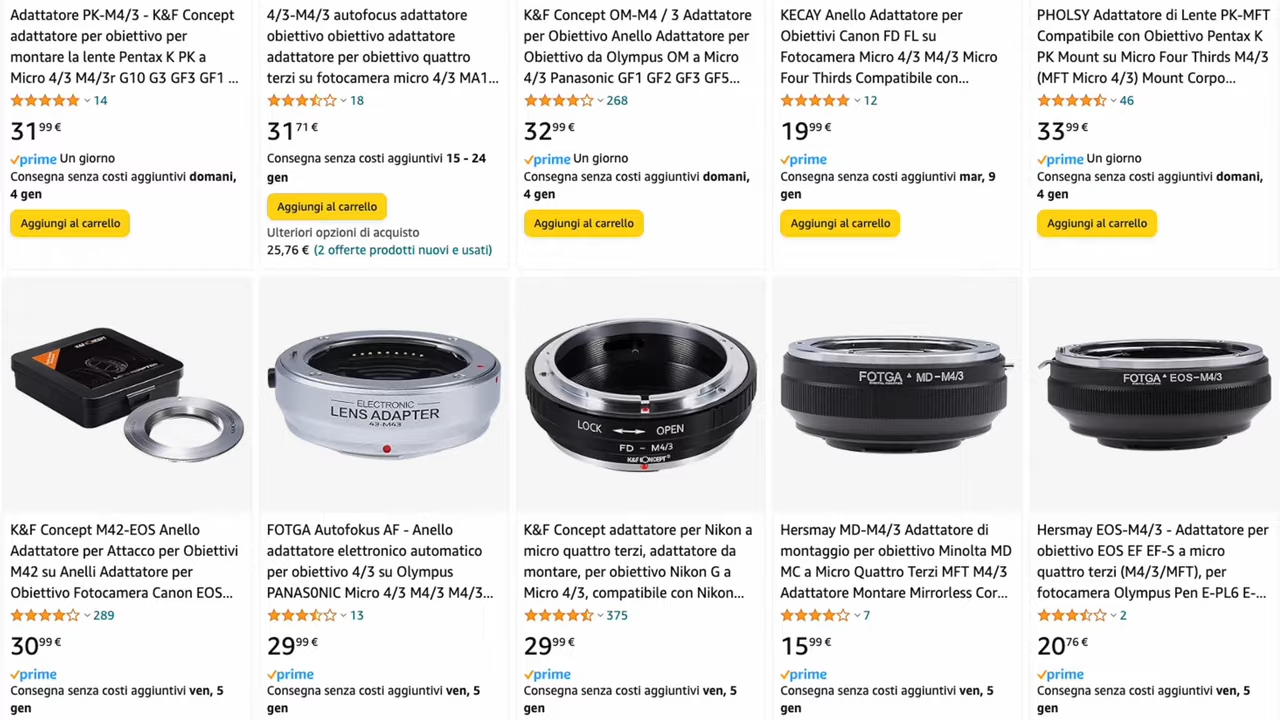 Adattatore PK-M4/3 - K&F Concept
adattatore per obiettivo per
montare la lente Pentax K PK a
Micro 4/3 M4/3r G10 G3 GF3 GF1 ...
14
31,99 €
prime Un giorno
Consegna senza costi aggiuntivi domani,
4 gen
Aggiungi al carrello
4/3-M4/3 autofocus adattatore
obiettivo obiettivo adattatore
adattatore per obiettivo quattro
terzi su fotocamera micro 4/3 MA1...
18
31,71 €
Consegna senza costi aggiuntivi 15 - 24
gen
Aggiungi al carrello
Ulteriori opzioni di acquisto
25,76 € (2 offerte prodotti nuovi e usati)
K&F Concept OM-M4 / 3 Adattatore
per Obiettivo Anello Adattatore per
Obiettivo da Olympus OM a Micro
4/3 Panasonic GF1 GF2 GF3 GF5...
268
32,99 €
prime Un giorno
Consegna senza costi aggiuntivi domani,
4 gen
Aggiungi al carrello
KECAY Anello Adattatore per
Obiettivi Canon FD FL su
Fotocamera Micro 4/3 M4/3 Micro
Four Thirds Compatibile con...
12
19,99 €
prime
Consegna senza costi aggiuntivi mar, 9
gen
Aggiungi al carrello
PHOLSY Adattatore di Lente PK-MFT
Compatibile con Obiettivo Pentax K
PK Mount su Micro Four Thirds M4/3
(MFT Micro 4/3) Mount Corpo...
46
33,99 €
prime Un giorno
Consegna senza costi aggiuntivi domani,
4 gen
Aggiungi al carrello
K&F CONCEPT
K&F Concept M42-EOS Anello
Adattatore per Attacco per Obiettivi
M42 su Anelli Adattatore per
Obiettivo Fotocamera Canon EOS...
289
30,99 €
prime
Consegna senza costi aggiuntivi ven, 5
gen
ELECTRONIC
LENS ADAPTER
43-M43
FOTGA Autofokus AF - Anello
adattatore elettronico automatico
per obiettivo 4/3 su Olympus
PANAS0NIC Micro 4/3 M4/3 M4/3...
13
29,99 €
prime
Consegna senza costi aggiuntivi ven, 5
gen
LOCK OPEN
FD - M4/3
K&F CONCEPT
K&F Concept adattatore per Nikon a
micro quattro terzi, adattatore da
montare, per obiettivo Nikon G a
Micro 4/3, compatibile con Nikon...
375
29,99 €
prime
Consegna senza costi aggiuntivi ven, 5
gen
FOTGA MD-M4/3
DIGITAL ADAPTER
Hersmay MD-M4/3 Adattatore di
montaggio per obiettivo Minolta MD
MC a Micro Quattro Terzi MFT M4/3
Adattatore Montare Mirrorless Cor...
7
15,99 €
prime
Consegna senza costi aggiuntivi ven, 5
gen
FOTGA EOS-M4/3
DIGITAL ADAPTER
Hersmay EOS-M4/3 - Adattatore per
obiettivo EOS EF EF-S a micro
quattro terzi (M4/3/MFT), per
fotocamera Olympus Pen E-PL6 E-...
2
20,76 €
prime
Consegna senza costi aggiuntivi ven, 5
gen